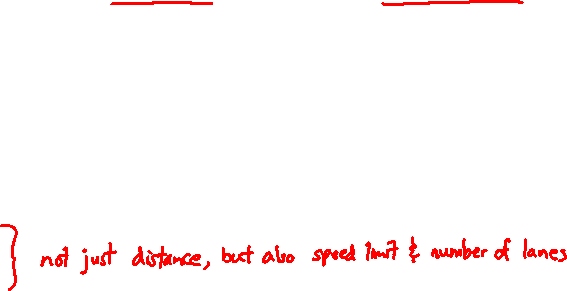 not just distance, but also speed limit & number of lanes